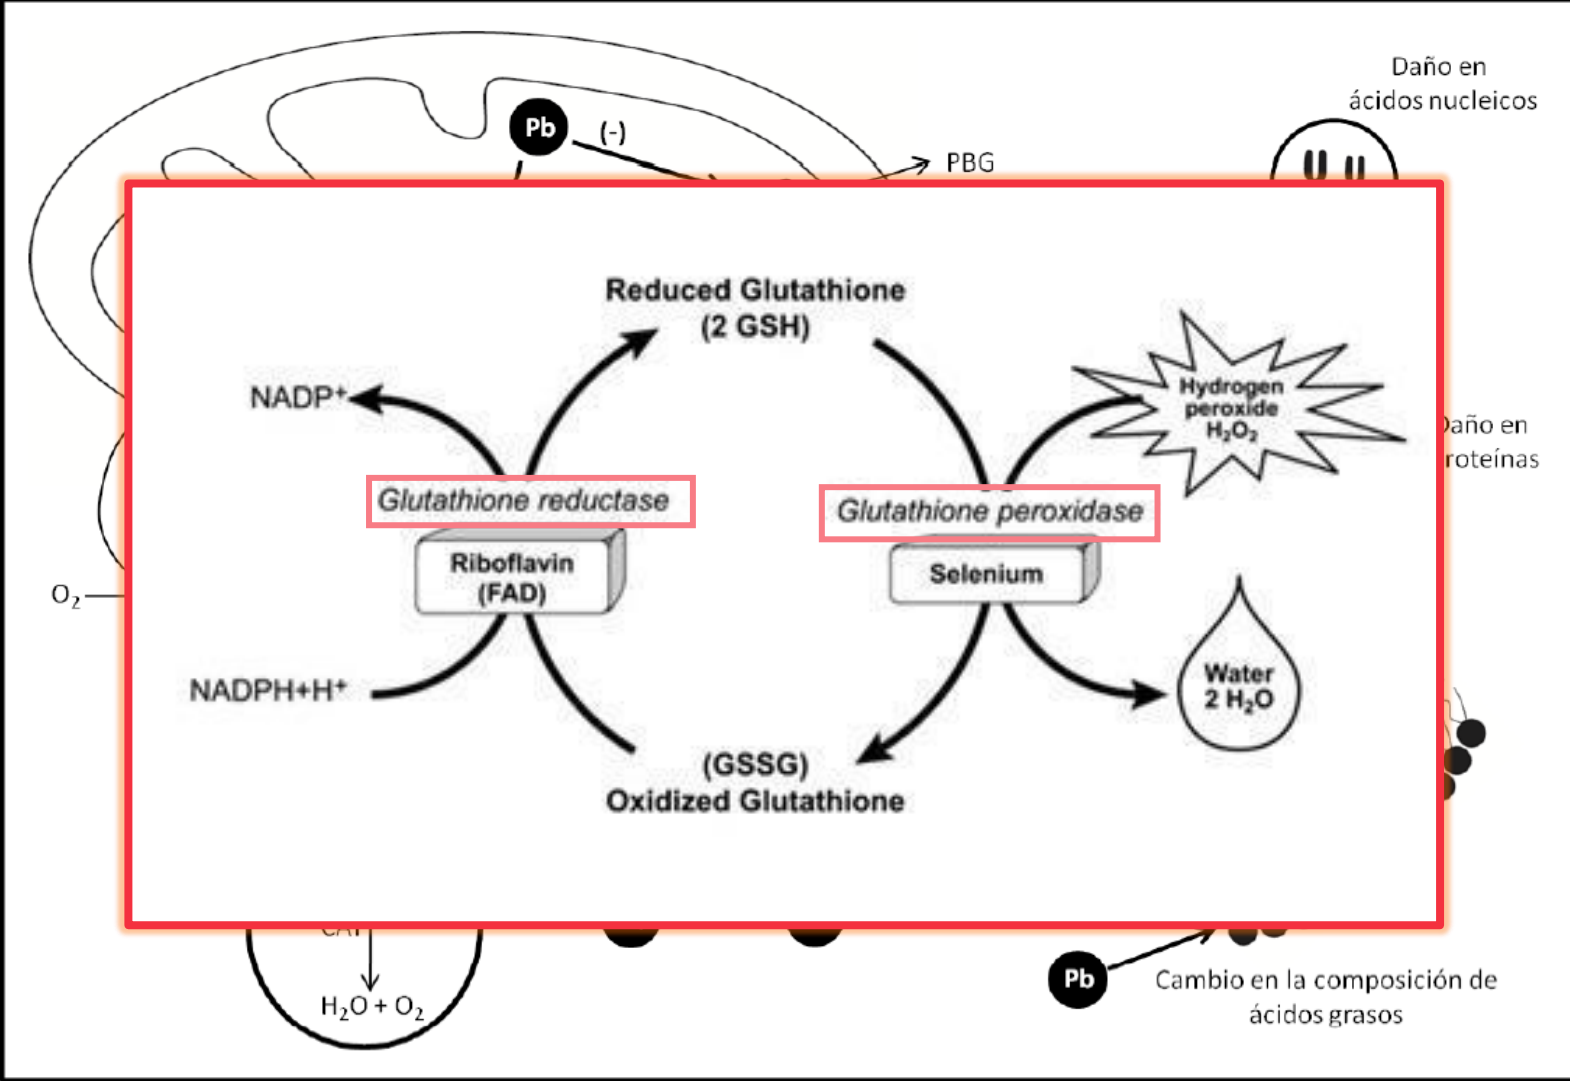 Daño en
ácidos nucleicos
Pb
(-)
PBG
Reduced Glutathione
(2 GSH)
NADP⁺
Hydrogen
peroxide
H₂O₂
Daño en
roteínas
Glutathione reductase
Glutathione peroxidase
Riboflavin
(FAD)
Selenium
O₂
NADPH+H⁺
Water
2 H₂O
(GSSG)
Oxidized Glutathione
CAT
H₂O + O₂
Pb
Cambio en la composición de
ácidos grasos